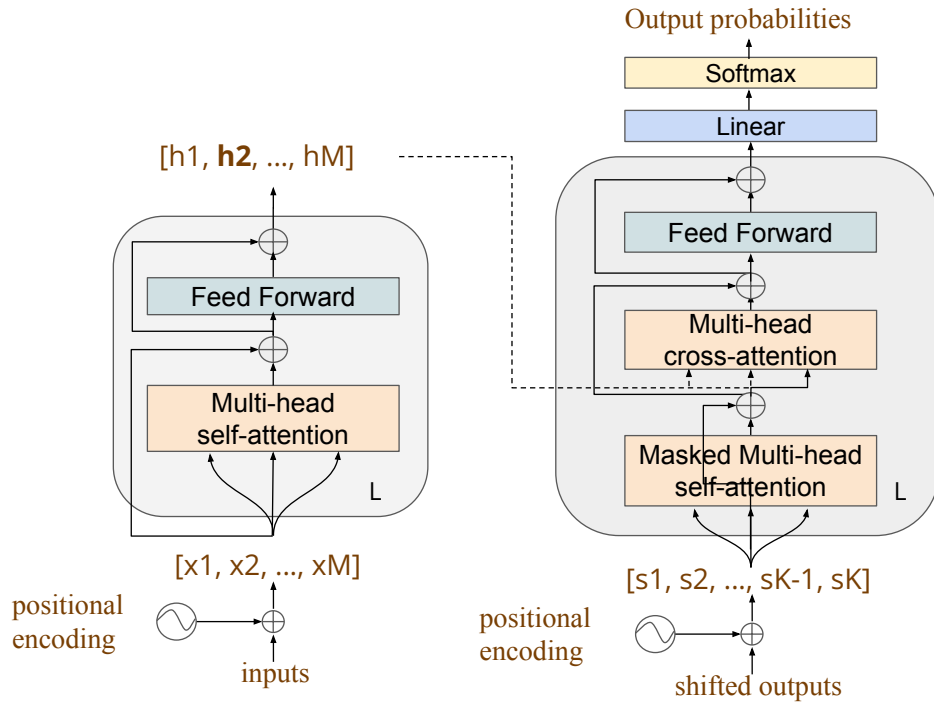 Output probabilities
Softmax
Linear
[h1, h2, ..., hM]
Feed Forward
Multi-head
self-attention
L
[x1, x2, ..., xM]
positional
encoding
inputs
Feed Forward
Multi-head
cross-attention
Masked Multi-head
self-attention
L
[s1, s2, ..., sK-1, sK]
positional
encoding
shifted outputs